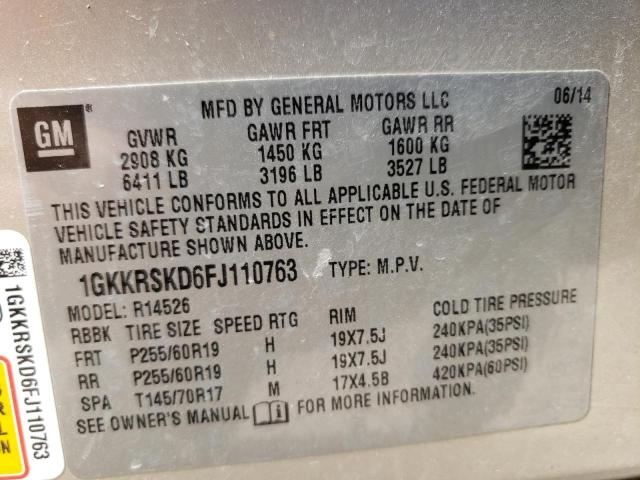 GM
MFD BY GENERAL MOTORS LLC 06/14
GVWR GAWR FRT GAWR RR
2908 KG 1450 KG 1600 KG
6411 LB 3196 LB 3527 LB
THIS VEHICLE CONFORMS TO ALL APPLICABLE U.S. FEDERAL MOTOR
VEHICLE SAFETY STANDARDS IN EFFECT ON THE DATE OF
MANUFACTURE SHOWN ABOVE.
1GKKRSKD6FJ110763 TYPE: M.P.V.
MODEL: R14526
RBBK TIRE SIZE SPEED RTG RIM COLD TIRE PRESSURE
FRT P255/60R19 H 19X7.5J 240KPA(35PSI)
RR P255/60R19 H 19X7.5J 240KPA(35PSI)
SPA T145/70R17 M 17X4.5B 420KPA(60PSI)
SEE OWNER'S MANUAL FOR MORE INFORMATION.
1GKKRSKD6FJ110763